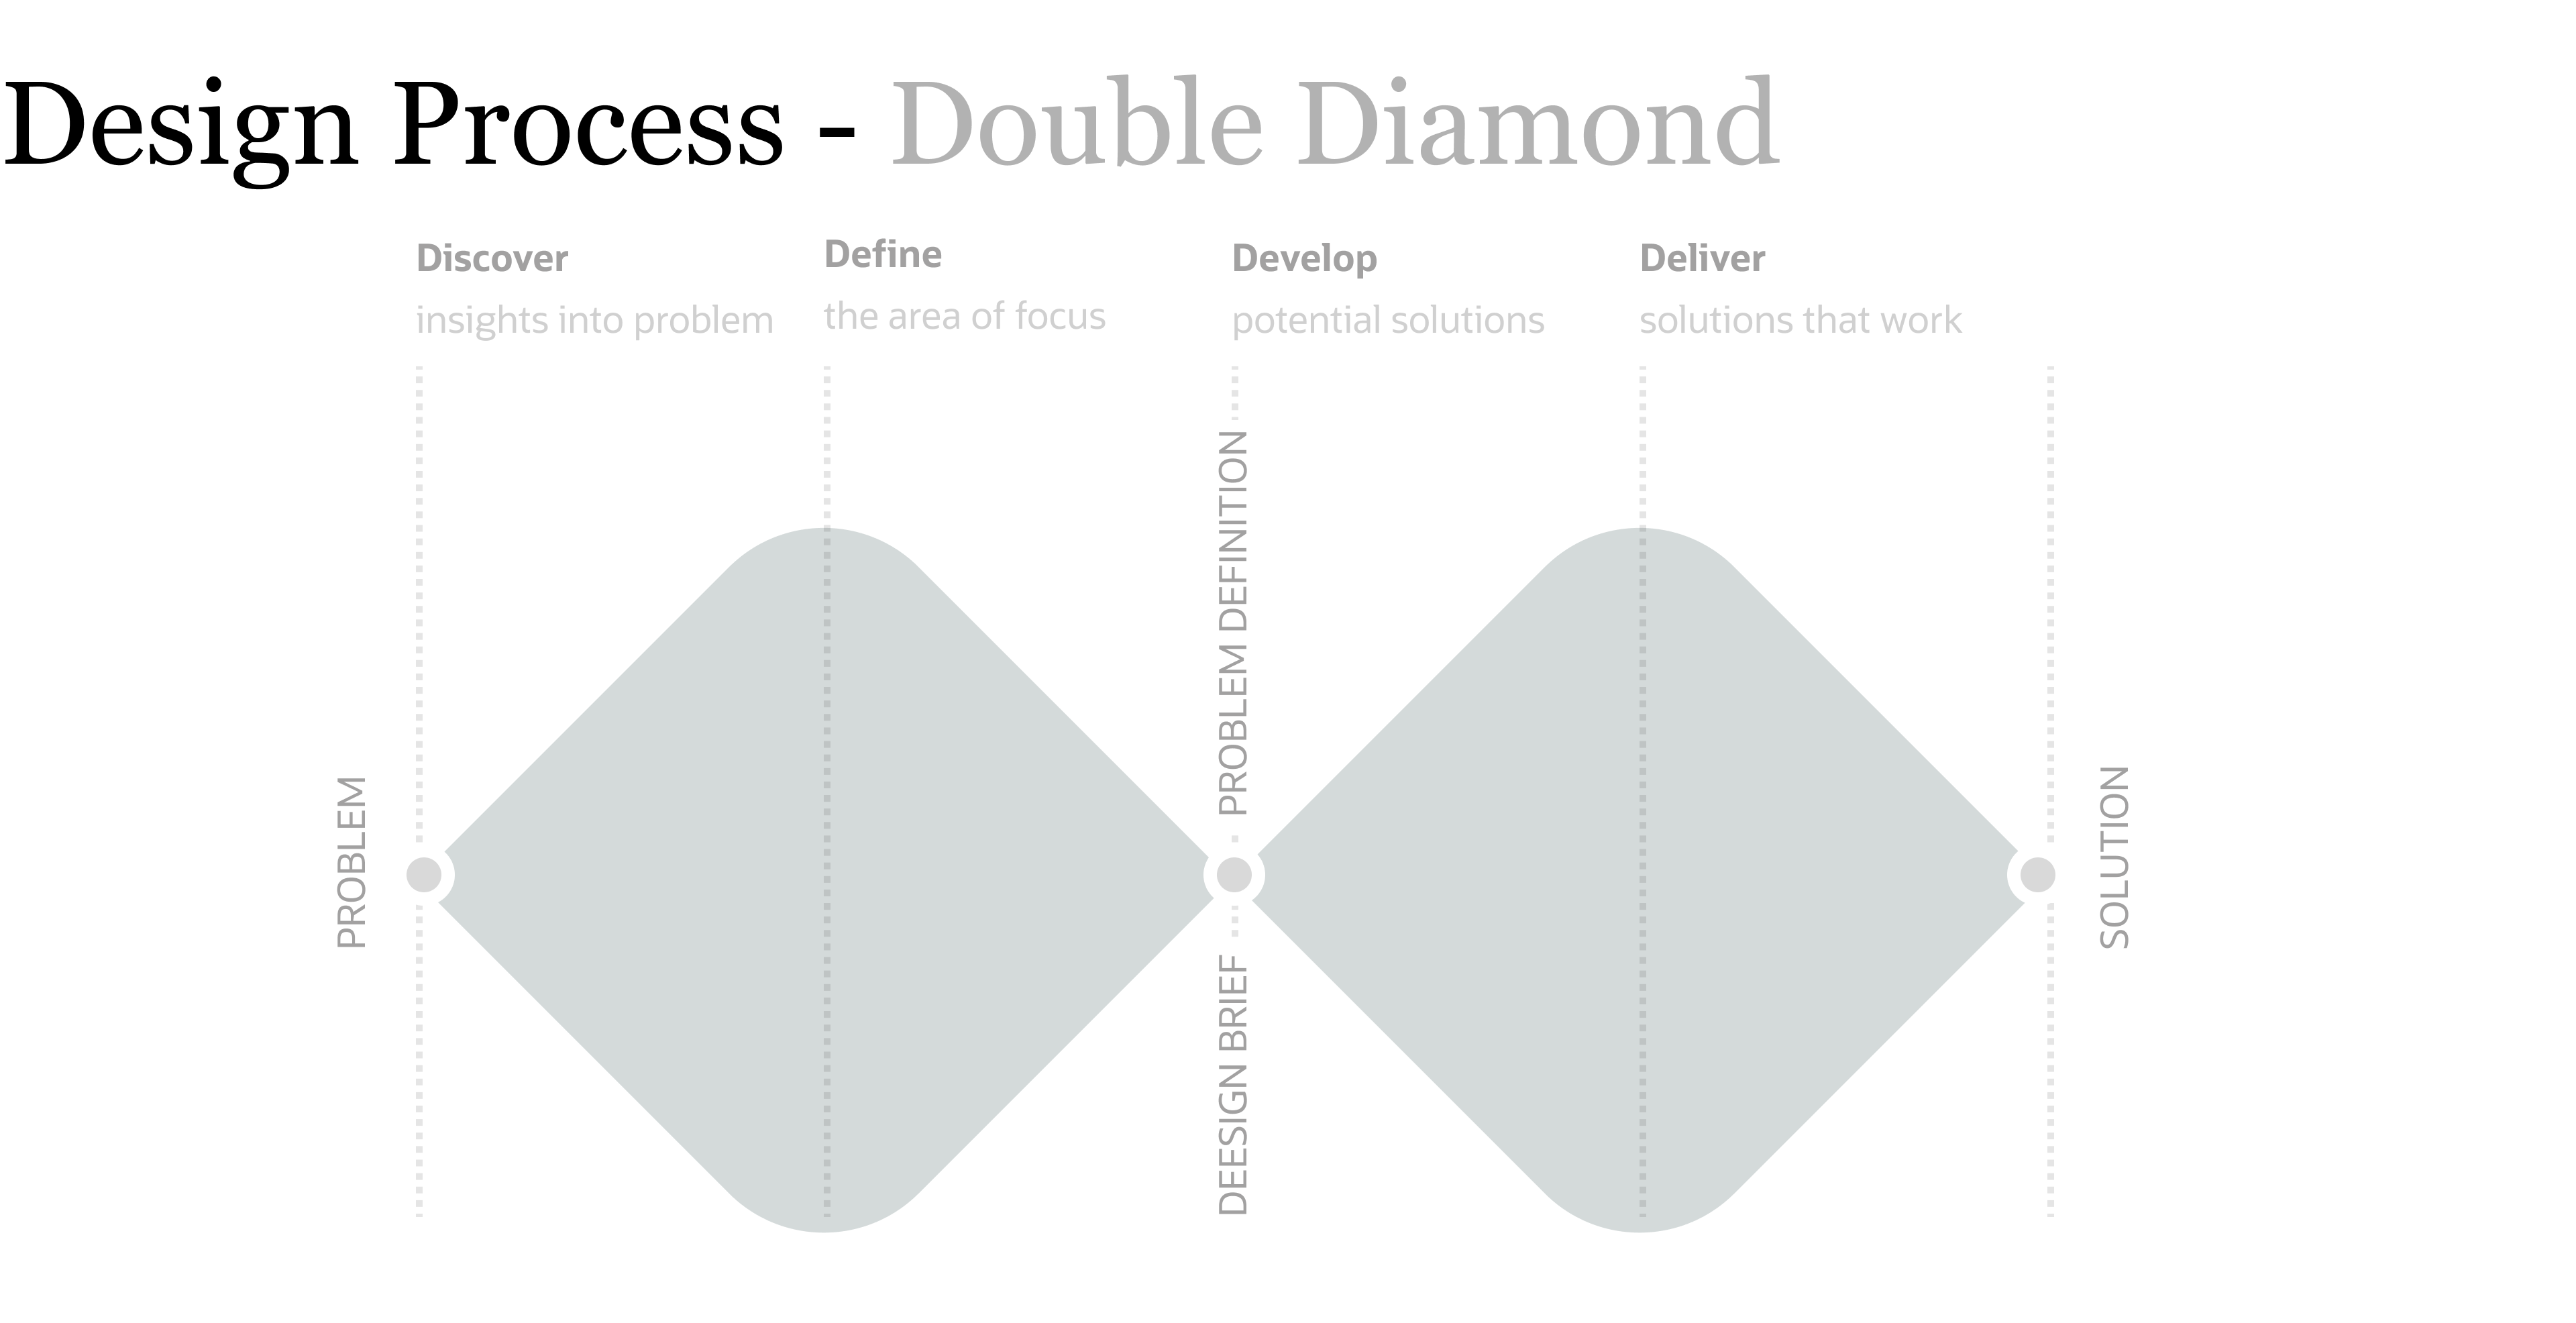 Design Process - Double Diamond
Discover
insights into problem
Define
the area of focus
Develop
potential solutions
Deliver
solutions that work
PROBLEM
PROBLEM DEFINITION
DEESIGN BRIEF
SOLUTION